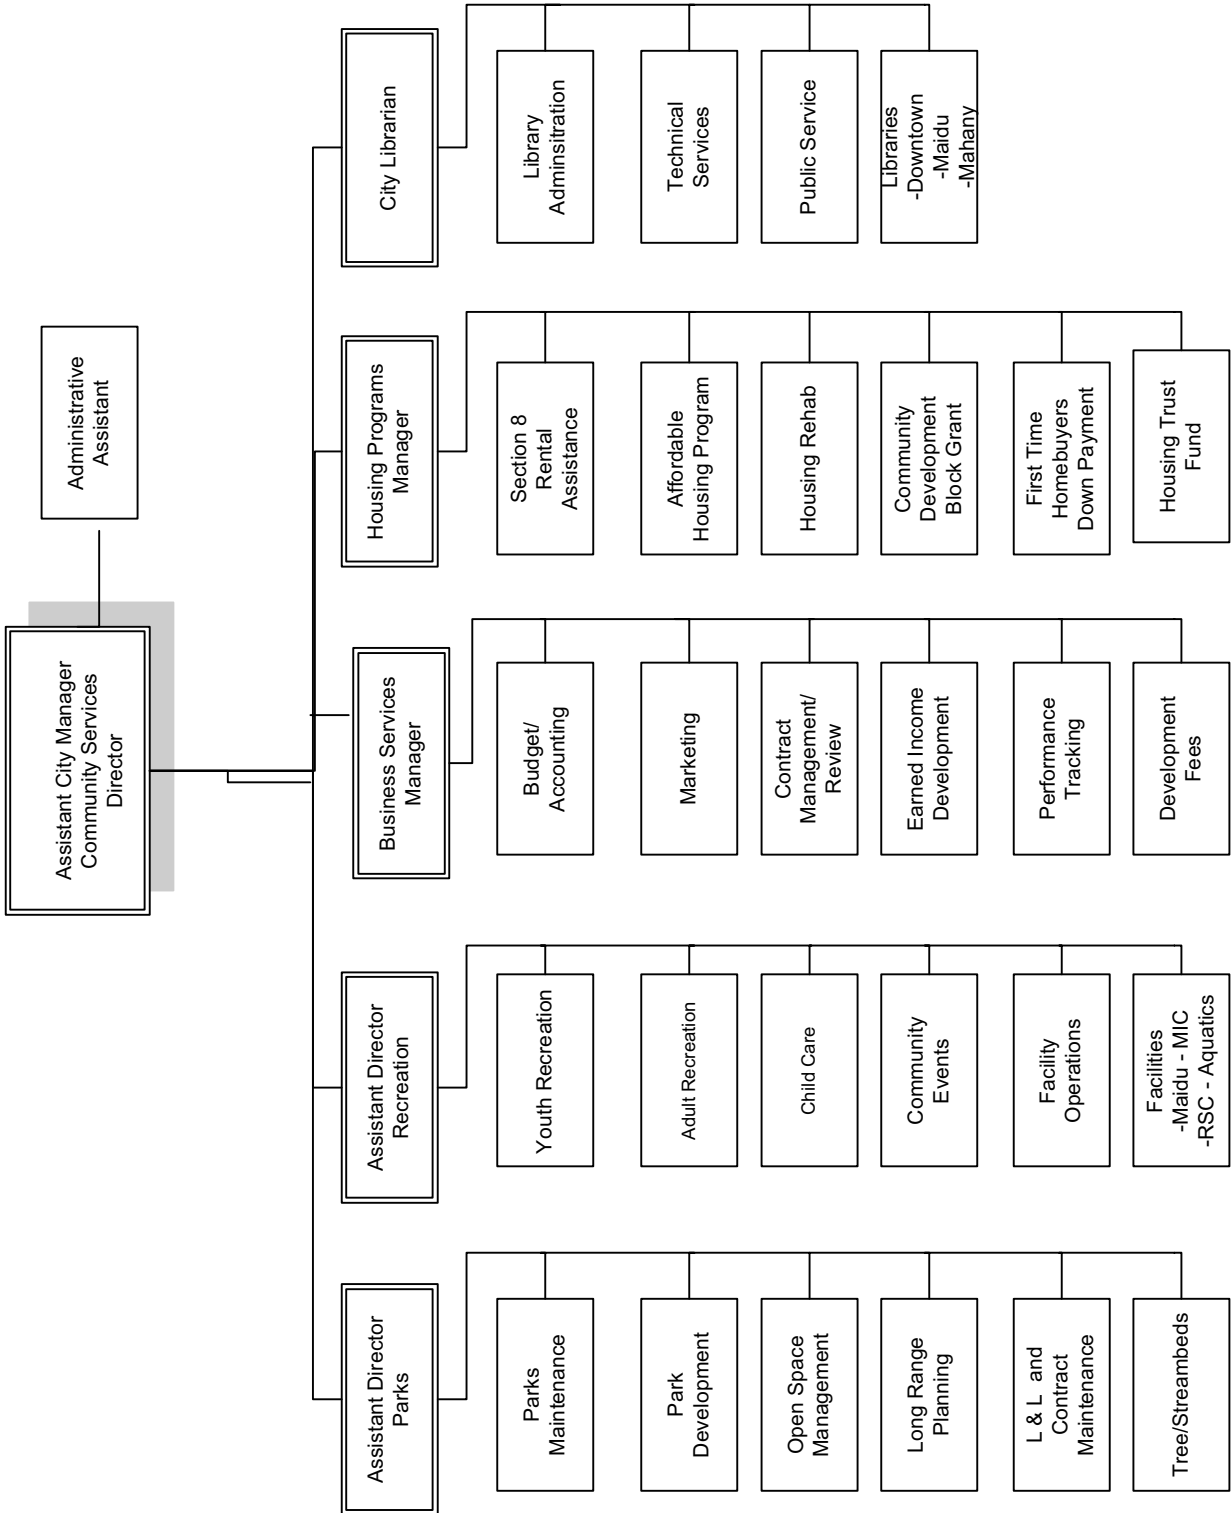 Assistant City Manager
Community Services
Director
Administrative
Assistant
Assistant Director
Parks
Parks
Maintenance
Park
Development
Open Space
Management
Long Range
Planning
L & L and
Contract
Maintenance
Tree/Streambeds
Assistant Director
Recreation
Youth Recreation
Adult Recreation
Child Care
Community
Events
Facility
Operations
Facilities
-Maidu - MIC
-RSC - Aquatics
Business Services
Manager
Budget/
Accounting
Marketing
Contract
Management/
Review
Earned Income
Development
Performance
Tracking
Development
Fees
Housing Programs
Manager
Section 8
Rental
Assistance
Affordable
Housing Program
Housing Rehab
Community
Development
Block Grant
First Time
Homebuyers
Down Payment
Housing Trust
Fund
City Librarian
Library
Adminsitration
Technical
Services
Public Service
Libraries
-Downtown
-Maidu
-Mahany